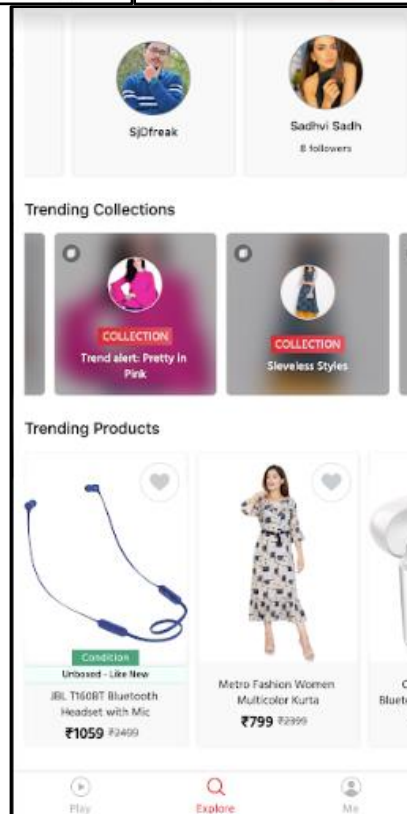 SjDfreak
Sadhvi Sadh
8 followers
Trending Collections
COLLECTION
Trend alert: Pretty in
Pink
COLLECTION
Sleveless Styles
Trending Products
Condition
Unboxed - Like New
JBL T160BT Bluetooth
Headset with Mic
₹1059 ₹2499
Metro Fashion Women
Multicolor Kurta
₹799 ₹2399
Play
Explore
Me